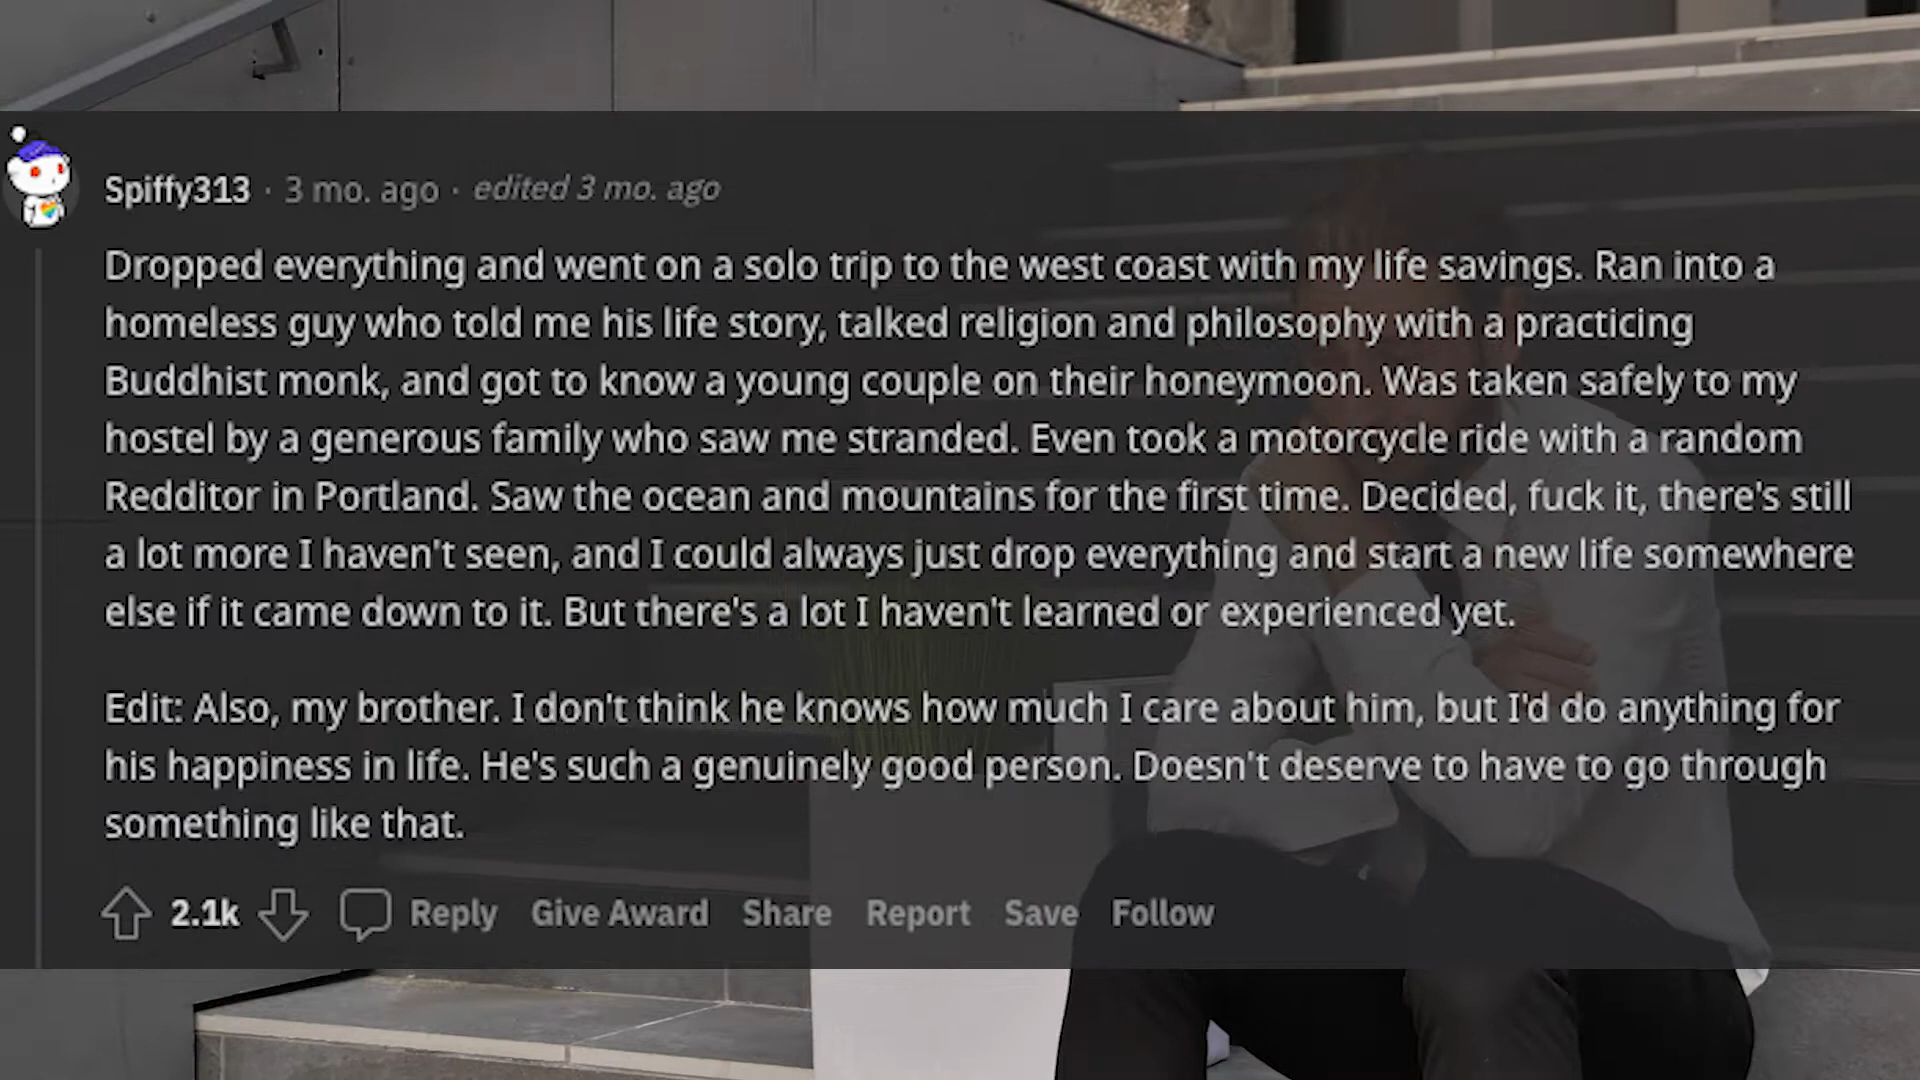 Spiffy313 · 3 mo. ago · edited 3 mo. ago
Dropped everything and went on a solo trip to the west coast with my life savings. Ran into a
homeless guy who told me his life story, talked religion and philosophy with a practicing
Buddhist monk, and got to know a young couple on their honeymoon. Was taken safely to my
hostel by a generous family who saw me stranded. Even took a motorcycle ride with a random
Redditor in Portland. Saw the ocean and mountains for the first time. Decided, fuck it, there's still
a lot more I haven't seen, and I could always just drop everything and start a new life somewhere
else if it came down to it. But there's a lot I haven't learned or experienced yet.
Edit: Also, my brother. I don't think he knows how much I care about him, but I'd do anything for
his happiness in life. He's such a genuinely good person. Doesn't deserve to have to go through
something like that.
2.1k Reply Give Award Share Report Save Follow